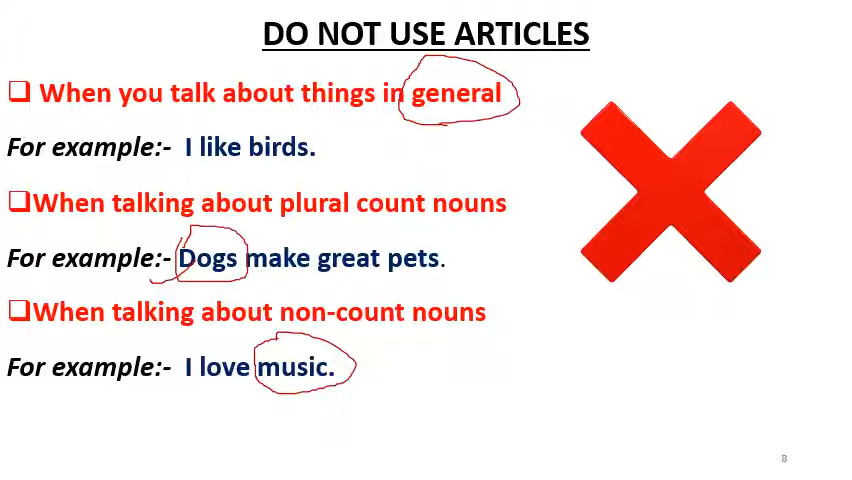 DO NOT USE ARTICLES
When you talk about things in general
For example:- I like birds.
When talking about plural count nouns
For example:- Dogs make great pets.
When talking about non-count nouns
For example:- I love music.
8